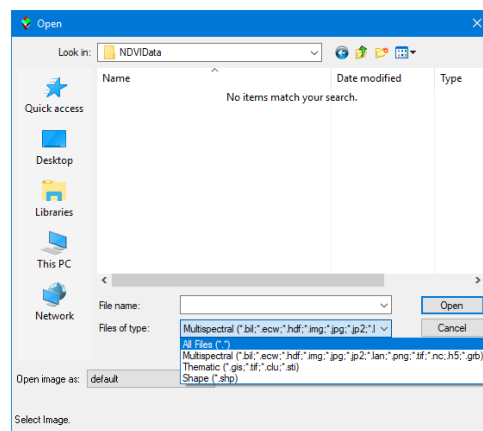 Open
Look in:
NDVIData
Name
Date modified
Type
No items match your search.
Quick access
Desktop
Libraries
This PC
Network
File name:
Open
Files of type:
Multispectral (*.bil;*.ecw;*.hdf;*.img;*.jpg;*.jp2;*.l
Cancel
All Files (*.*)
Multispectral (*.bil;*.ecw;*.hdf;*.img;*.jpg;*.jp2;*.lan;*.png;*.tif;*.nc;.h5;*.grb)
Thematic (*.gis;*.tif;*.clu;*.sti)
Shape (*.shp)
Open image as:
default
Select Image.